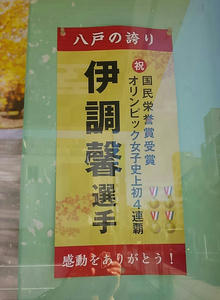 八戸の誇り
祝 国民栄誉賞受賞
オリンピック女子史上初4連覇
伊調馨選手
感動をありがとう!